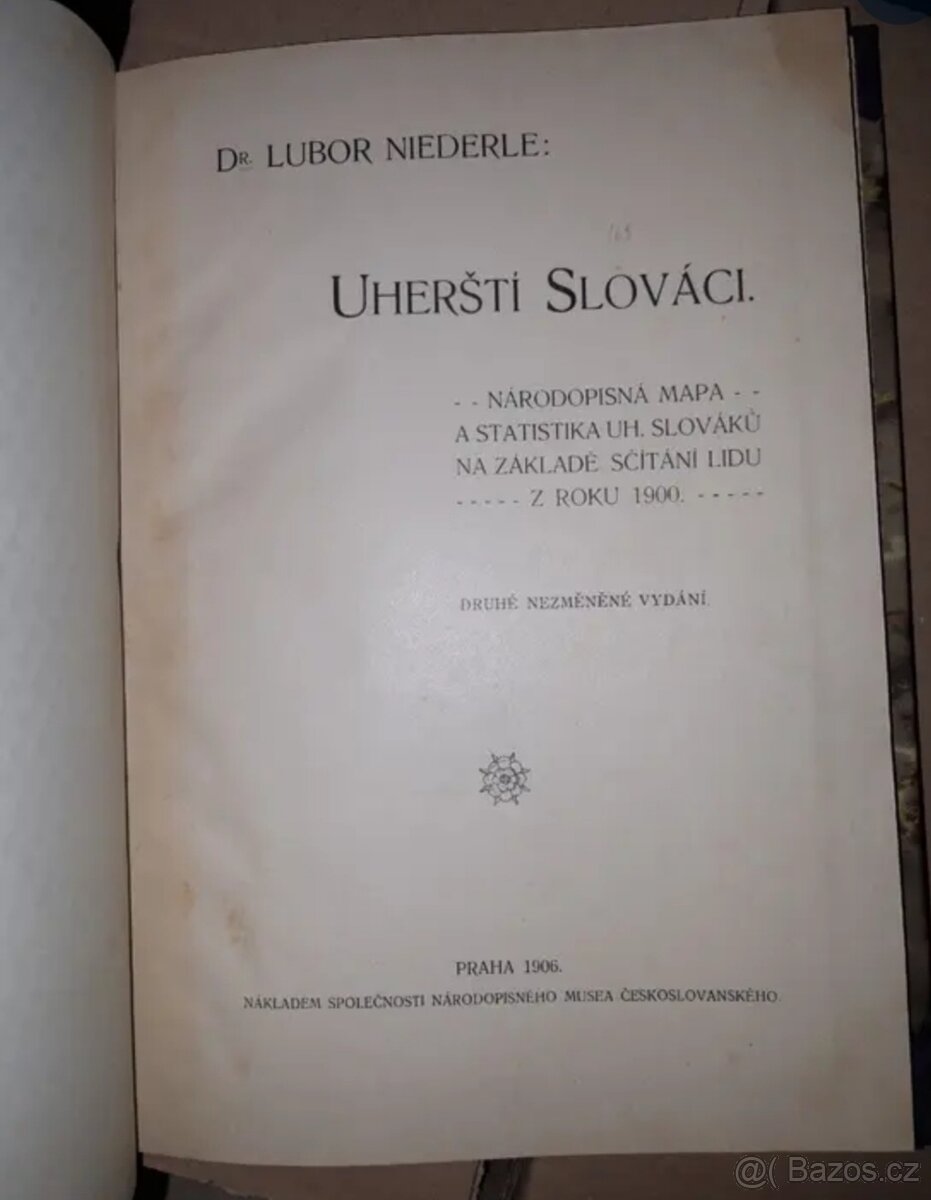 Dr. LUBOR NIEDERLE:
UHERŠTÍ SLOVÁCI.
- - NÁRODOPISNÁ MAPA - -
A STATISTIKA UH. SLOVÁKŮ
NA ZÁKLADĚ SČÍTÁNÍ LIDU
- - - - - Z ROKU 1900. - - - - -
DRUHÉ NEZMĚNĚNÉ VYDÁNÍ.
PRAHA 1906.
NÁKLADEM SPOLEČNOSTI NÁRODOPISNÉHO MUSEA ČESKOSLOVANSKÉHO.
@( Bazos.cz